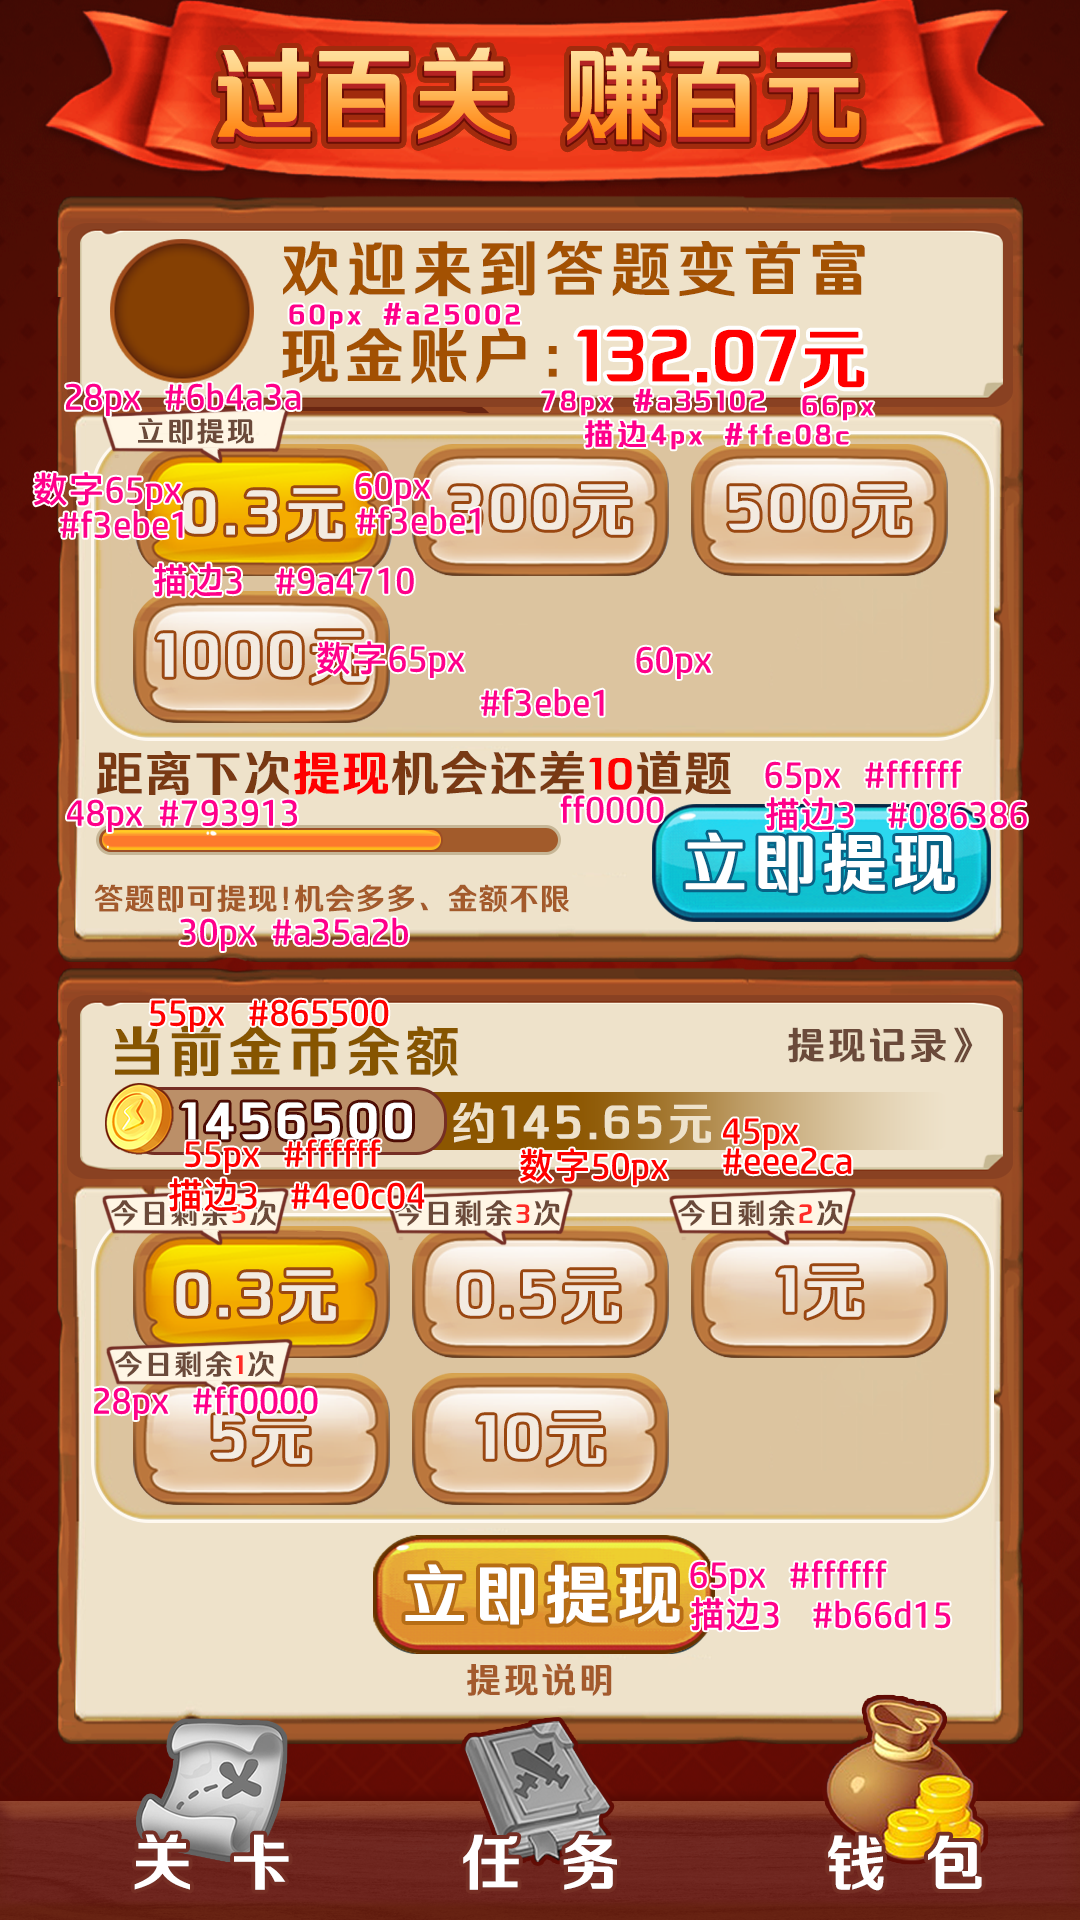 过百关 赚百元
欢迎来到答题变首富
60px #a25002
现金账户:132.07元
28px #6b4a3a
78px #a35102 66px
描边4px #ffe08c
立即提现
数字65px
#f3ebe1
0.3元
60px
#f3ebe1
300元
500元
描边3 #9a4710
1000元
数字65px
60px
#f3ebe1
距离下次提现机会还差10道题
48px #793913
ff0000
65px #ffffff
描边3 #086386
立即提现
答题即可提现!机会多多、金额不限
30px #a35a2b
55px #865500
当前金币余额
提现记录》
1456500
约145.65元
55px #ffffff
45px
数字50px
#eee2ca
描边3 #4e0c04
今日剩余5次
今日剩余3次
今日剩余2次
0.3元
0.5元
1元
今日剩余1次
28px #ff0000
5元
10元
立即提现
65px #ffffff
描边3 #b66d15
提现说明
关卡
任务
钱包